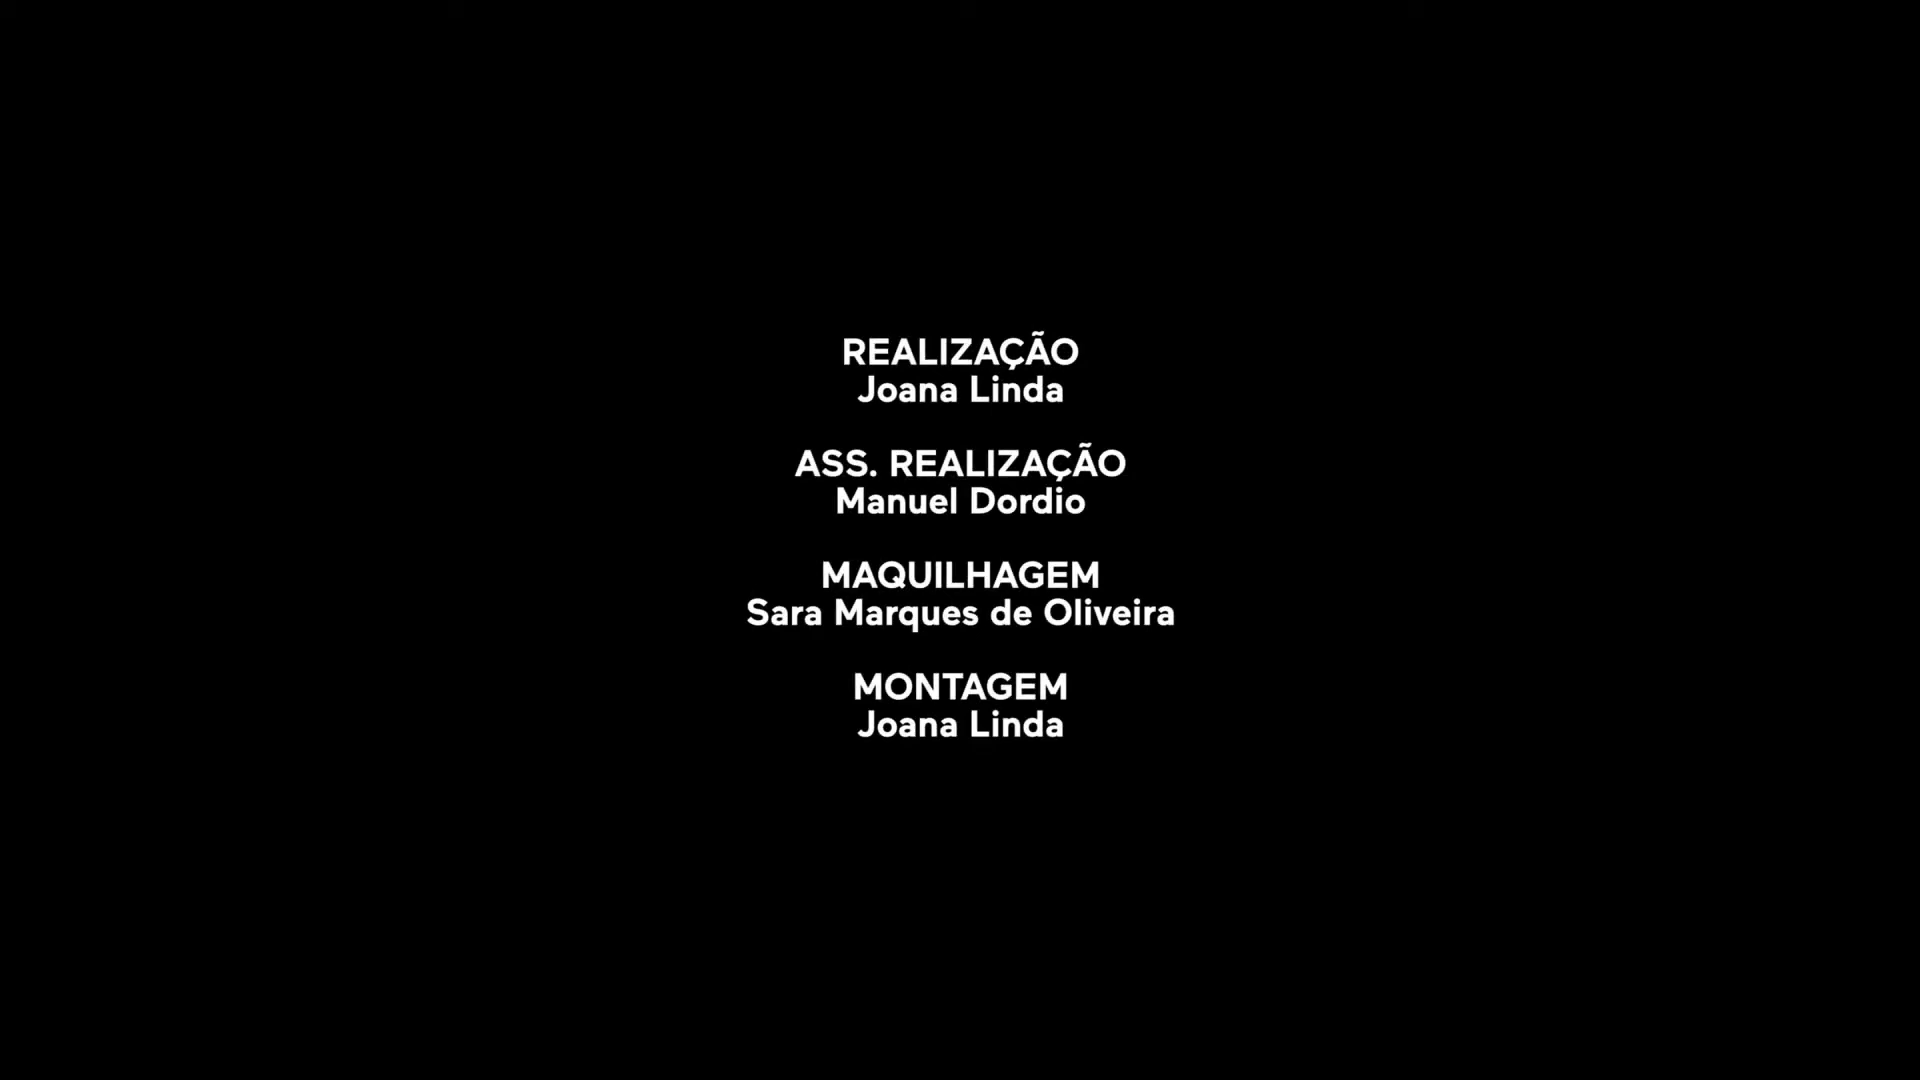 REALIZAÇÃO
Joana Linda
ASS. REALIZAÇÃO
Manuel Dordio
MAQUILHAGEM
Sara Marques de Oliveira
MONTAGEM
Joana Linda